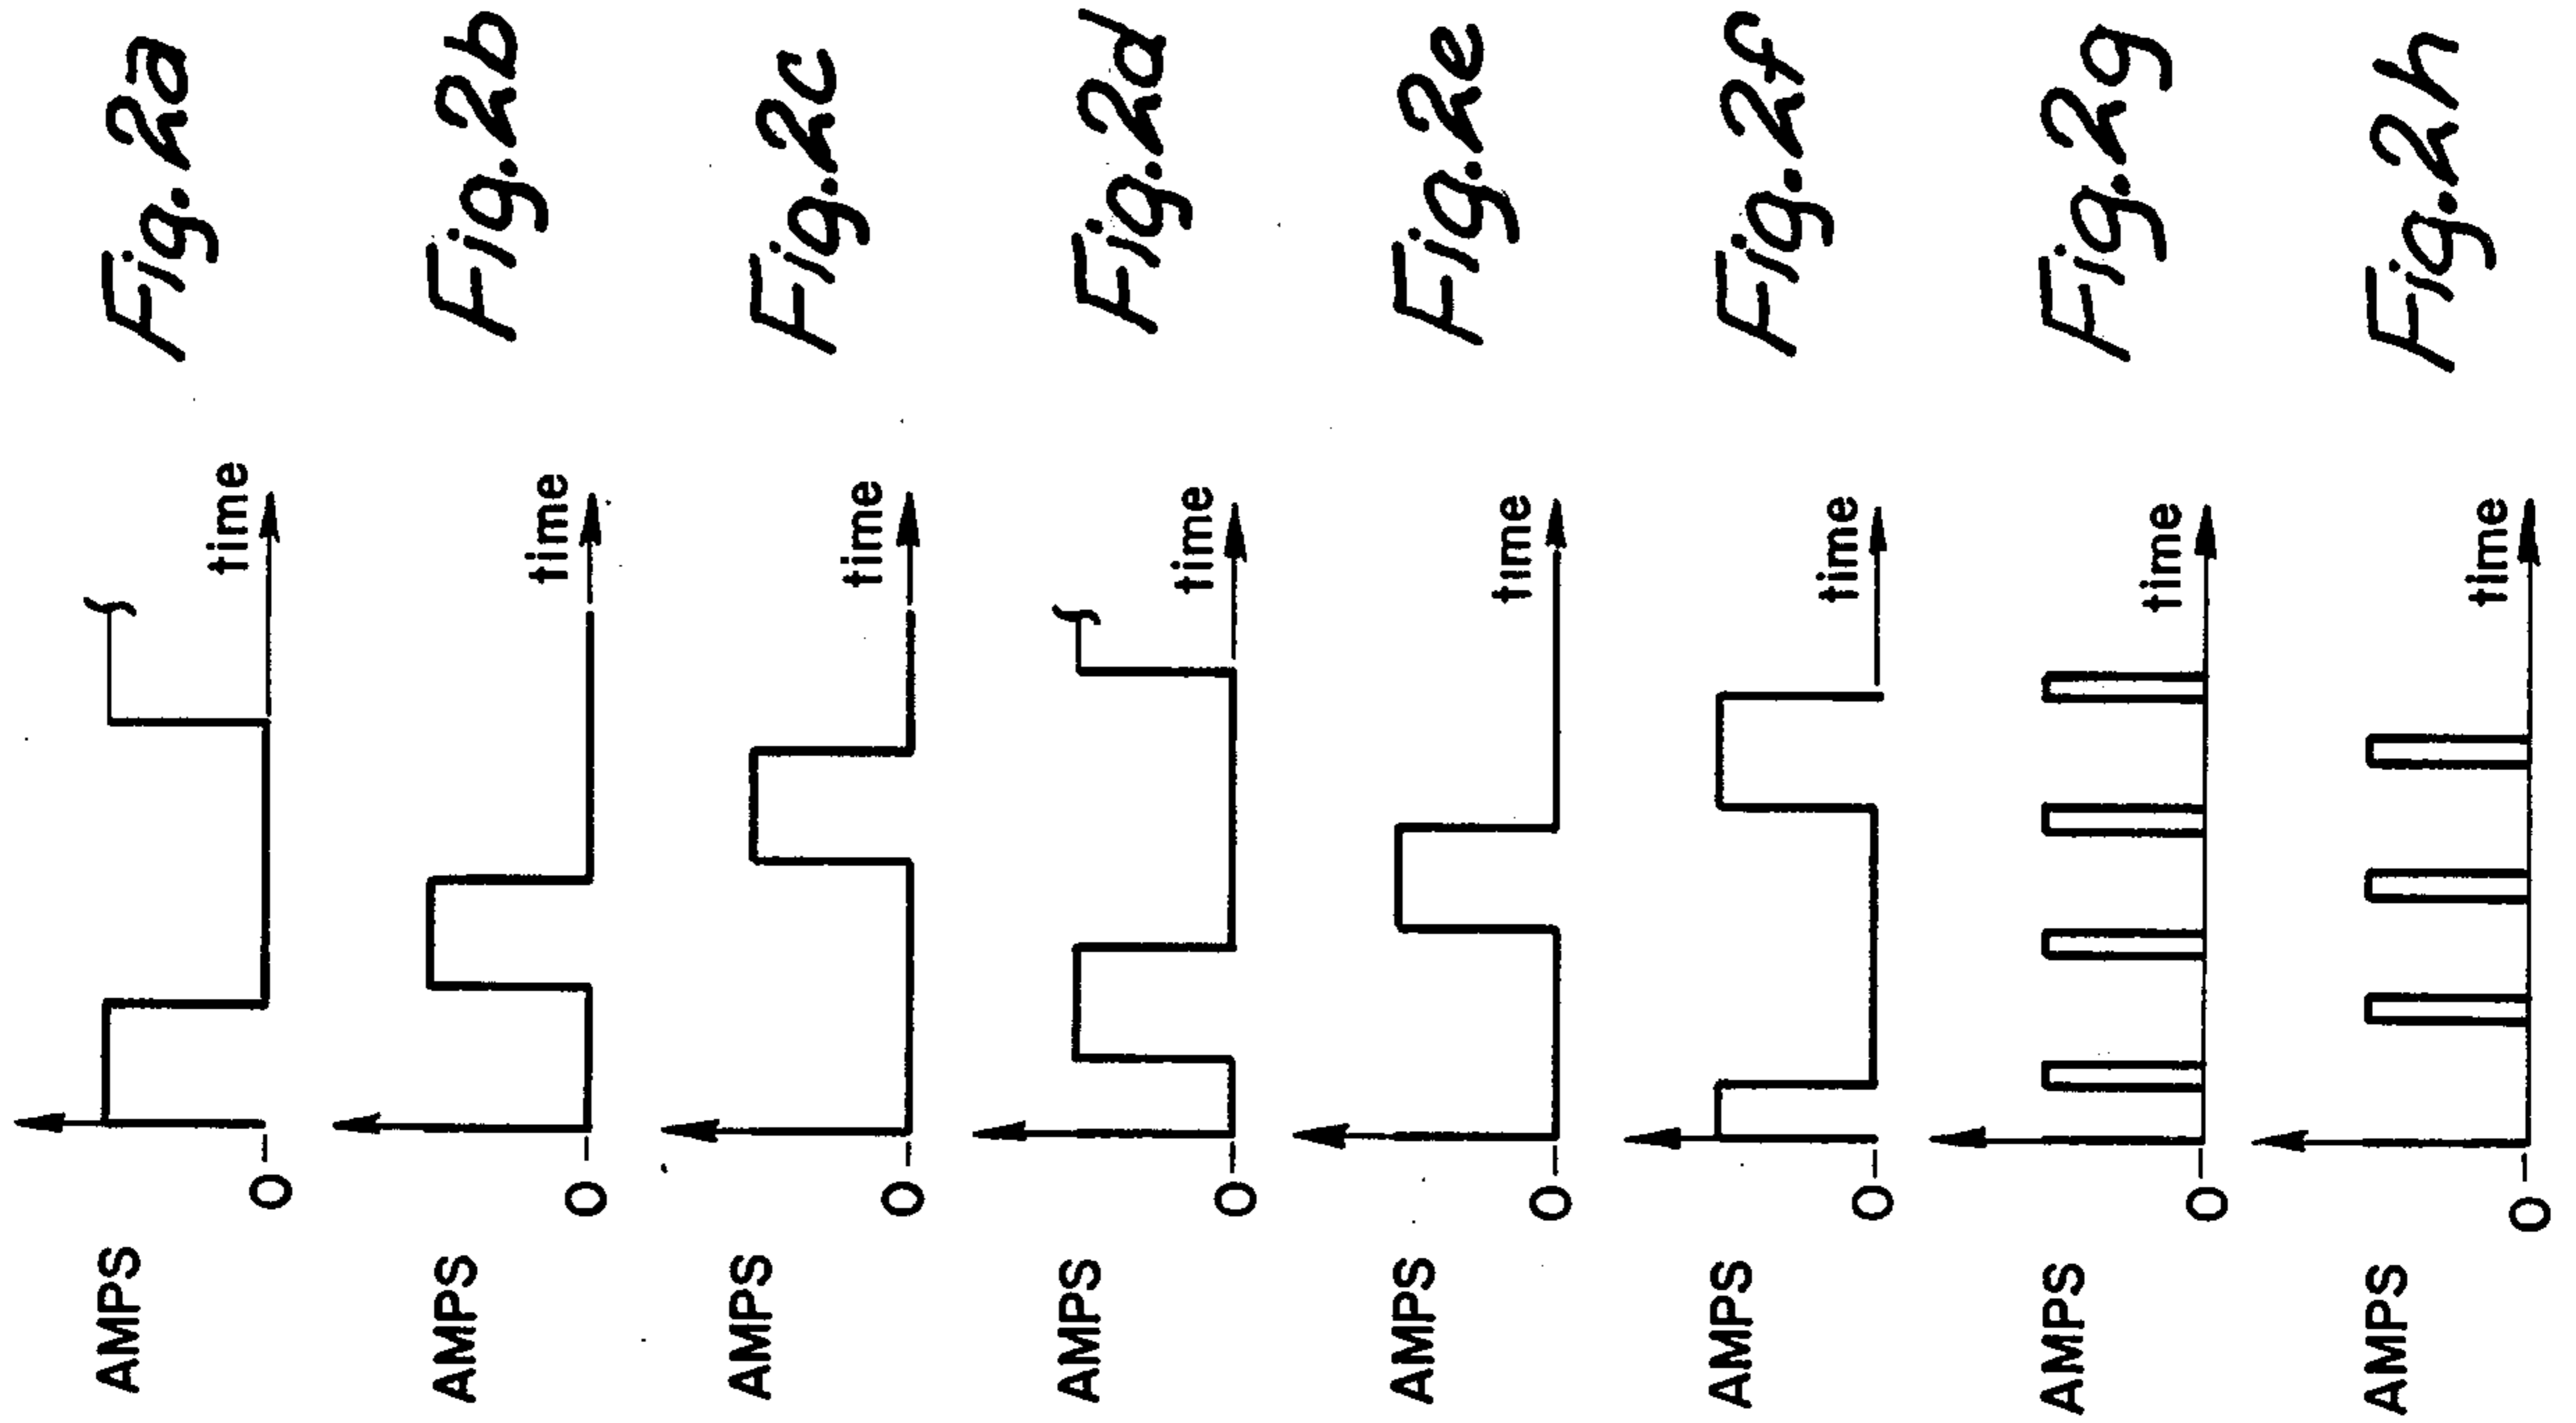 AMPS
0
time
Fig. 2a
AMPS
0
time
Fig. 2b
AMPS
0
time
Fig. 2c
AMPS
0
time
Fig. 2d
AMPS
0
time
Fig. 2e
AMPS
0
time
Fig. 2f
AMPS
0
time
Fig. 2g
AMPS
0
time
Fig. 2h